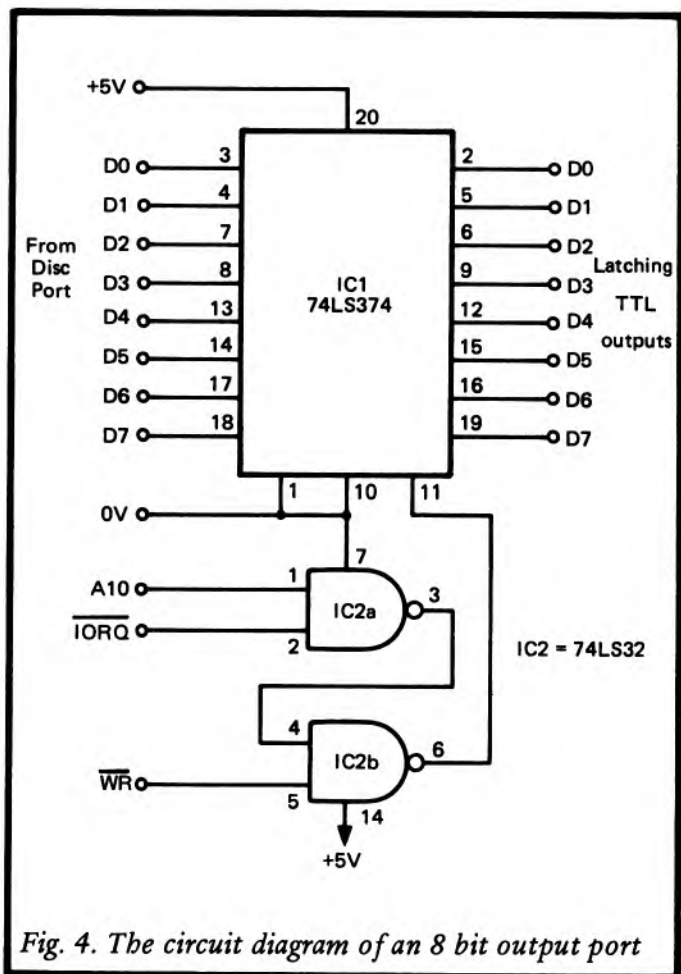 +5V
20
D0 3 2 D0
D1 4 5 D1
D2 7 6 D2
From
Disc
Port
D3 8 9 D3
IC1
74LS374
Latching
TTL
outputs
D4 13 12 D4
D5 14 15 D5
D6 17 16 D6
D7 18 19 D7
1 10 11
0V
7
A10 1
IC2a 3
IORQ 2
IC2 = 74LS32
4
IC2b 6
WR 5
14
+5V
Fig. 4. The circuit diagram of an 8 bit output port